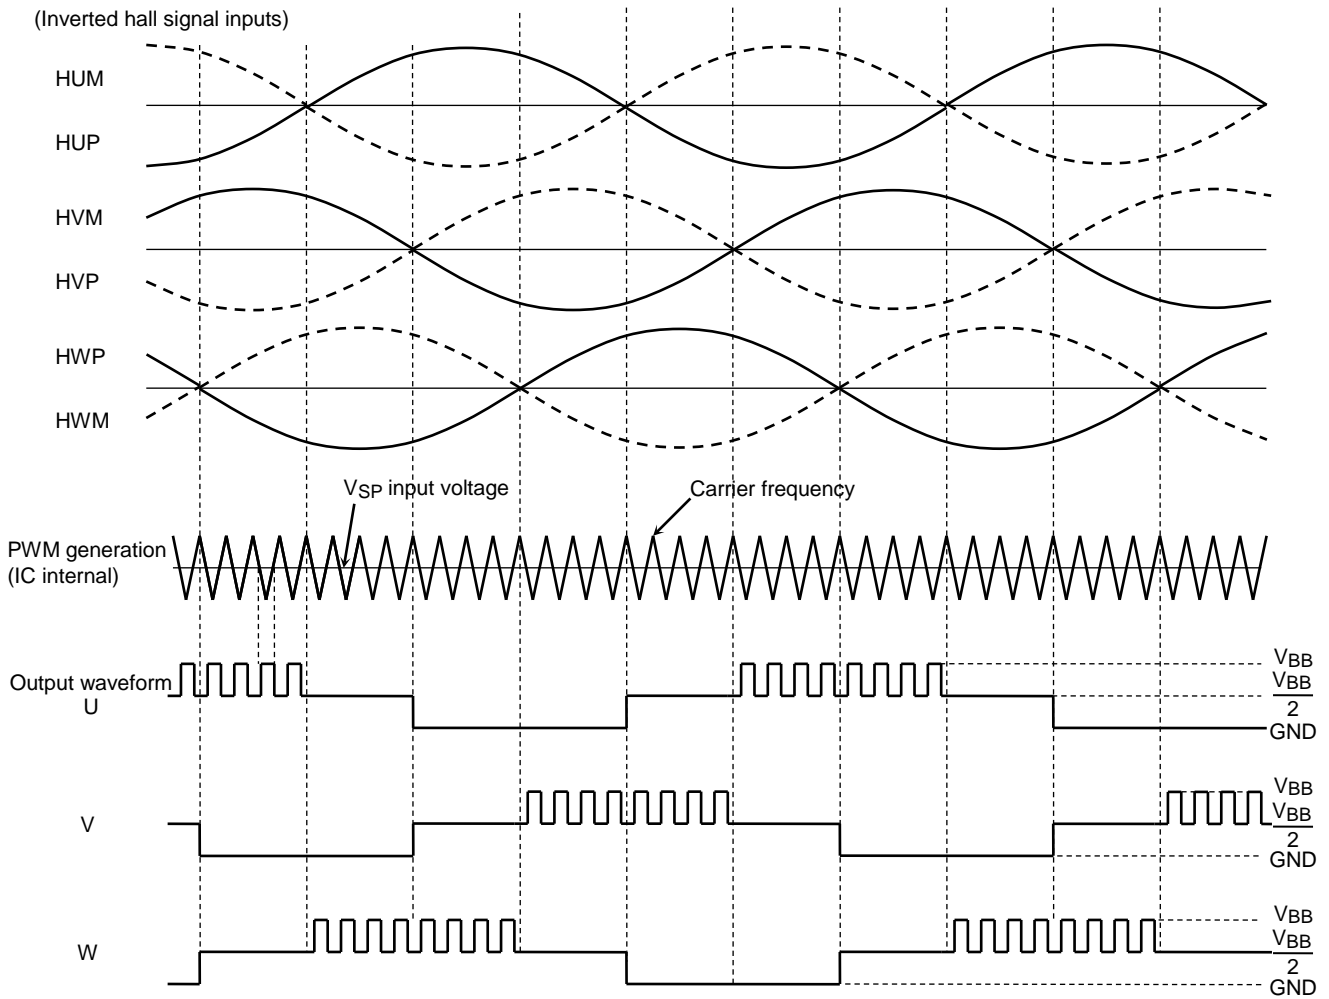 (Inverted hall signal inputs)
HUM
HUP
HVM
HVP
HWP
HWM
VSP input voltage
Carrier frequency
PWM generation
(IC internal)
Output waveform
U
VBB
VBB
2
GND
V
VBB
VBB
2
GND
W
VBB
VBB
2
GND